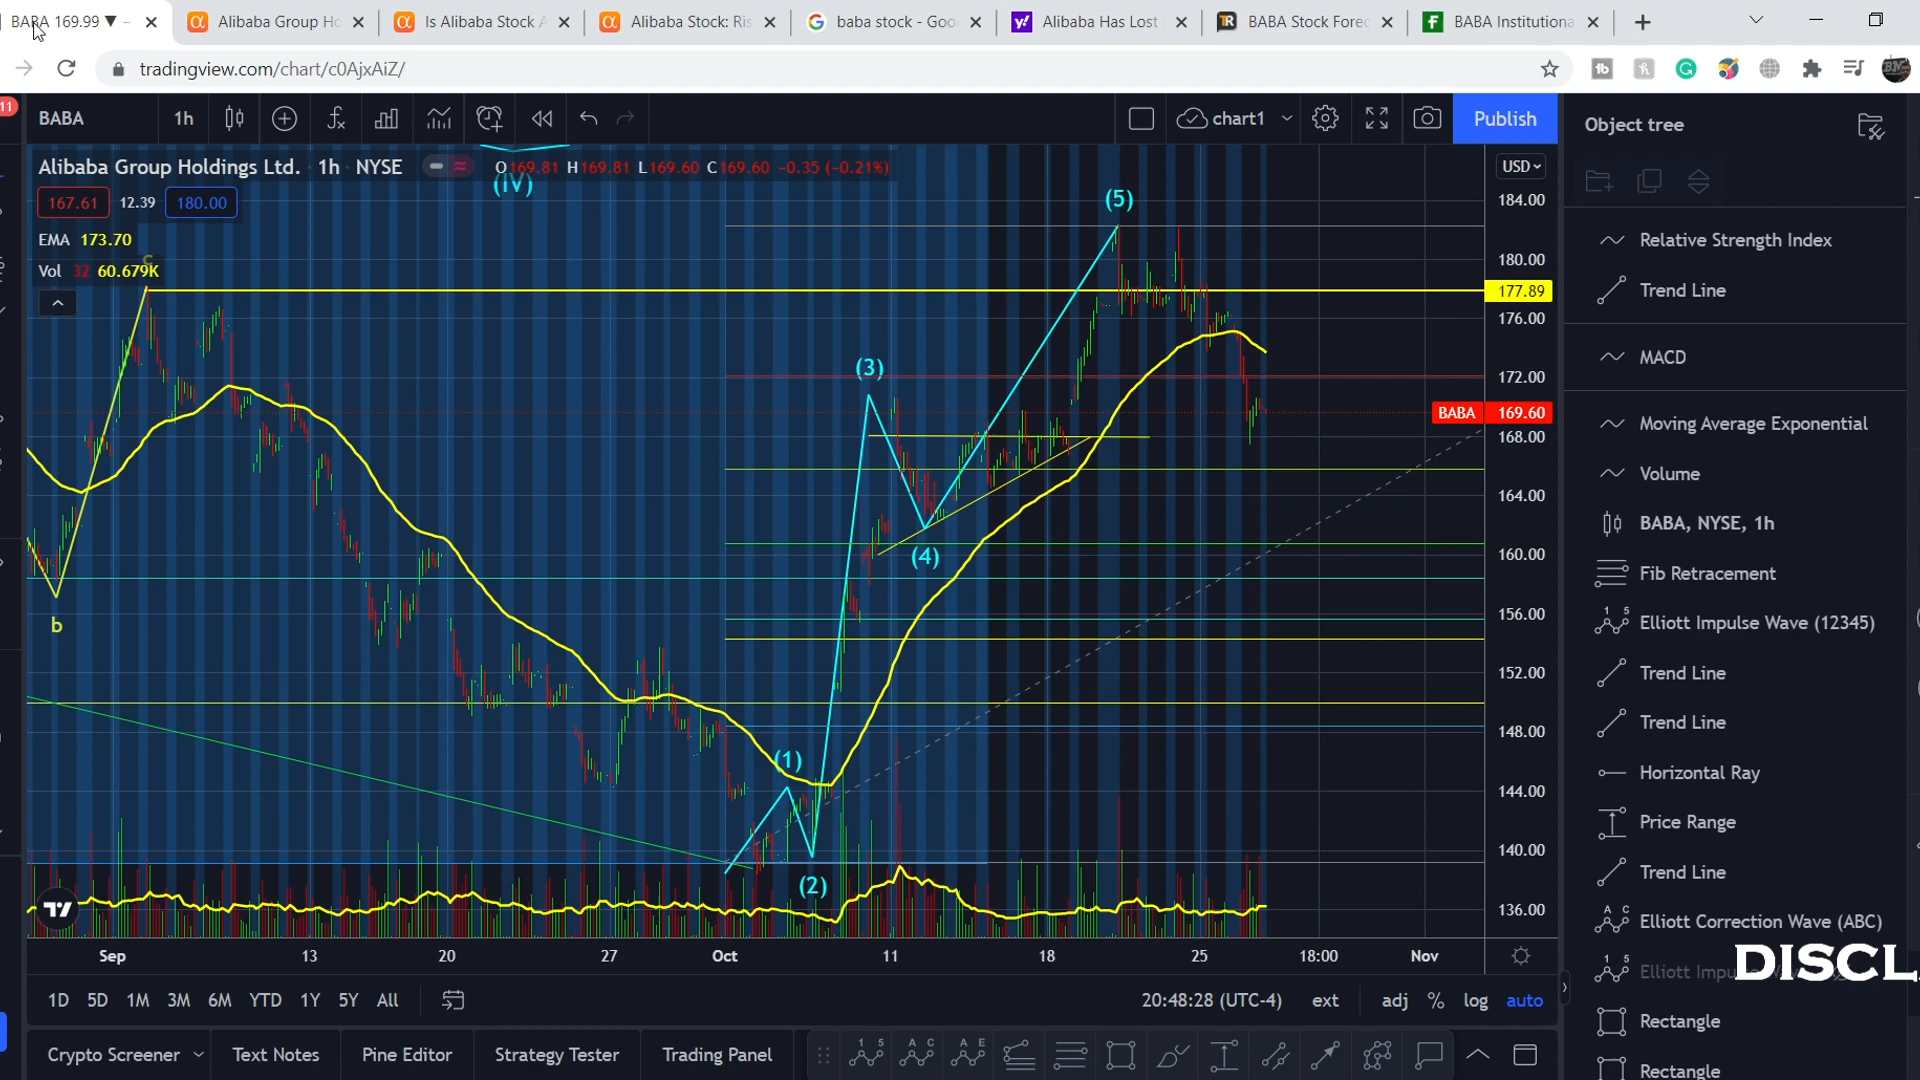 BABA 169.99 ▼ –
Alibaba Group Ho
Is Alibaba Stock A
Alibaba Stock: Ris
baba stock - Goo
Alibaba Has Lost
BABA Stock Forec
BABA Institutiona
tradingview.com/chart/c0AjxAiZ/
11
BABA
1h
chart1
Publish
Object tree
Alibaba Group Holdings Ltd. · 1h · NYSE
O169.81 H169.81 L169.60 C169.60 −0.35 (−0.21%)
USD
167.61
12.39
180.00
EMA 173.70
Vol 32 60.679K
(IV)
c
b
(1)
(2)
(3)
(4)
(5)
184.00
180.00
177.89
176.00
172.00
BABA 169.60
168.00
164.00
160.00
156.00
152.00
148.00
144.00
140.00
136.00
Sep
13
20
27
Oct
11
18
25
18:00
Nov
Relative Strength Index
Trend Line
MACD
Moving Average Exponential
Volume
BABA, NYSE, 1h
Fib Retracement
Elliott Impulse Wave (12345)
Trend Line
Trend Line
Horizontal Ray
Price Range
Trend Line
Elliott Correction Wave (ABC)
Elliott Impu
DISCL
Rectangle
Rectangle
1D 5D 1M 3M 6M YTD 1Y 5Y All
20:48:28 (UTC-4) ext adj % log auto
Crypto Screener
Text Notes
Pine Editor
Strategy Tester
Trading Panel